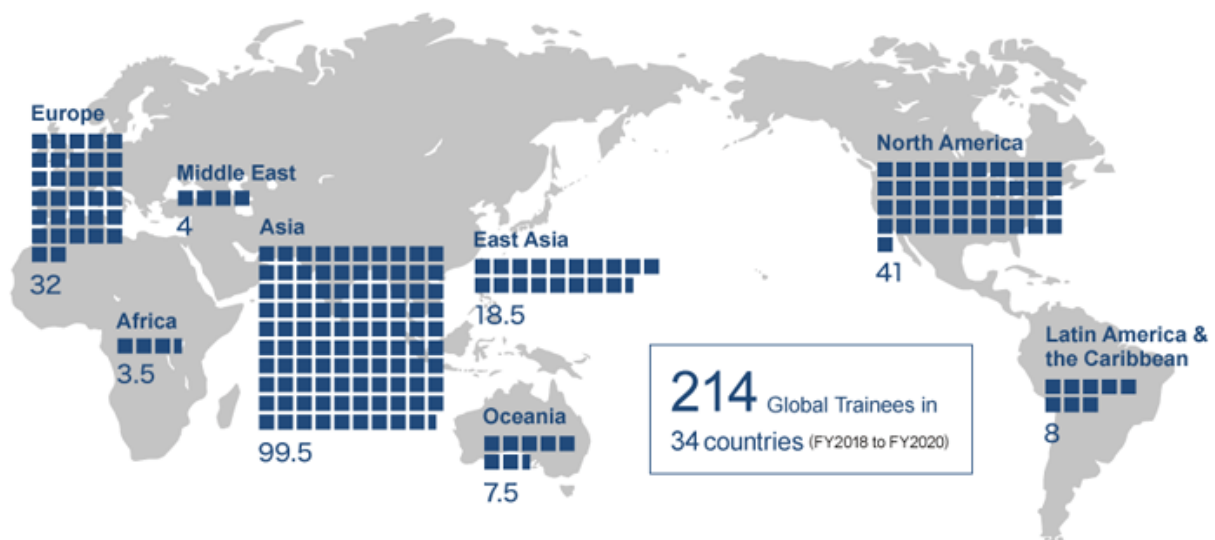 Europe
32
Middle East
4
Africa
3.5
Asia
99.5
East Asia
18.5
Oceania
7.5
North America
41
Latin America &
the Caribbean
8
214 Global Trainees in
34 countries (FY2018 to FY2020)